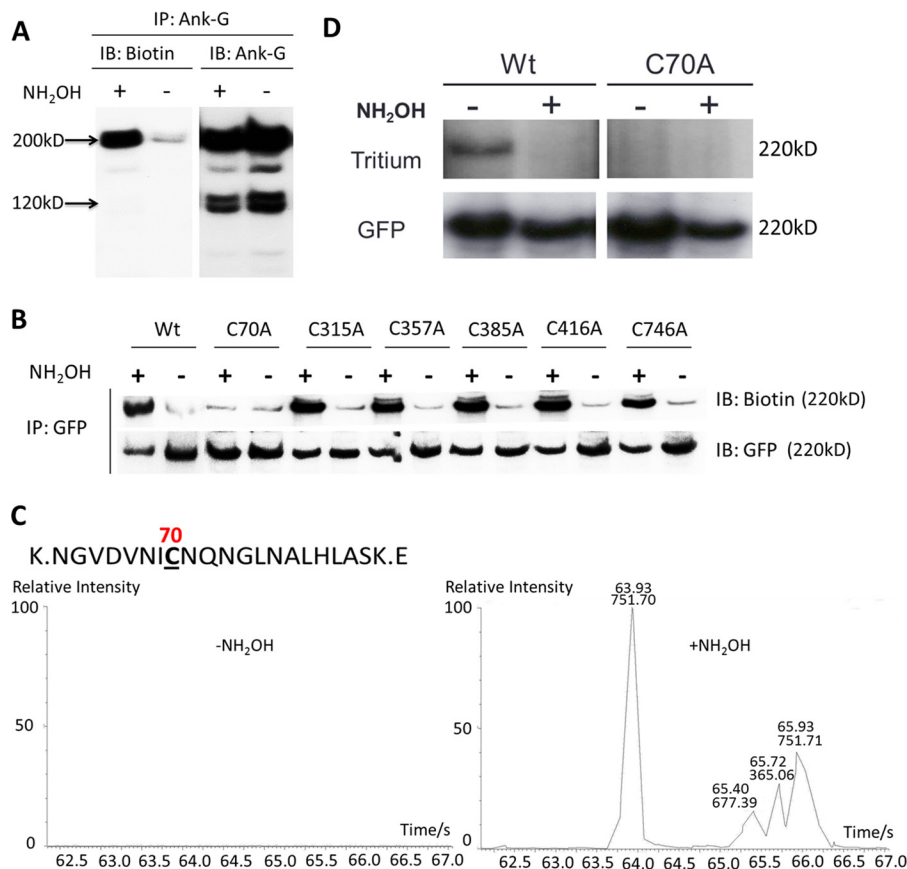 A
IP: Ank-G
IB: Biotin IB: Ank-G
NH2OH + - + -
200kD
120kD
D
Wt C70A
NH2OH - + - +
Tritium 220kD
GFP 220kD
B
Wt C70A C315A C357A C385A C416A C746A
NH2OH + - + - + - + - + - + - + -
IP: GFP
IB: Biotin (220kD)
IB: GFP (220kD)
C
70
K.NGVDVNICNQNGLNALHLASK.E
Relative Intensity
100
50
0
-NH2OH
Time/s
62.5 63.0 63.5 64.0 64.5 65.0 65.5 66.0 66.5 67.0
Relative Intensity
100
50
0
63.93
751.70
+NH2OH
65.93
751.71
65.72
365.06
65.40
677.39
Time/s
62.5 63.0 63.5 64.0 64.5 65.0 65.5 66.0 66.5 67.0